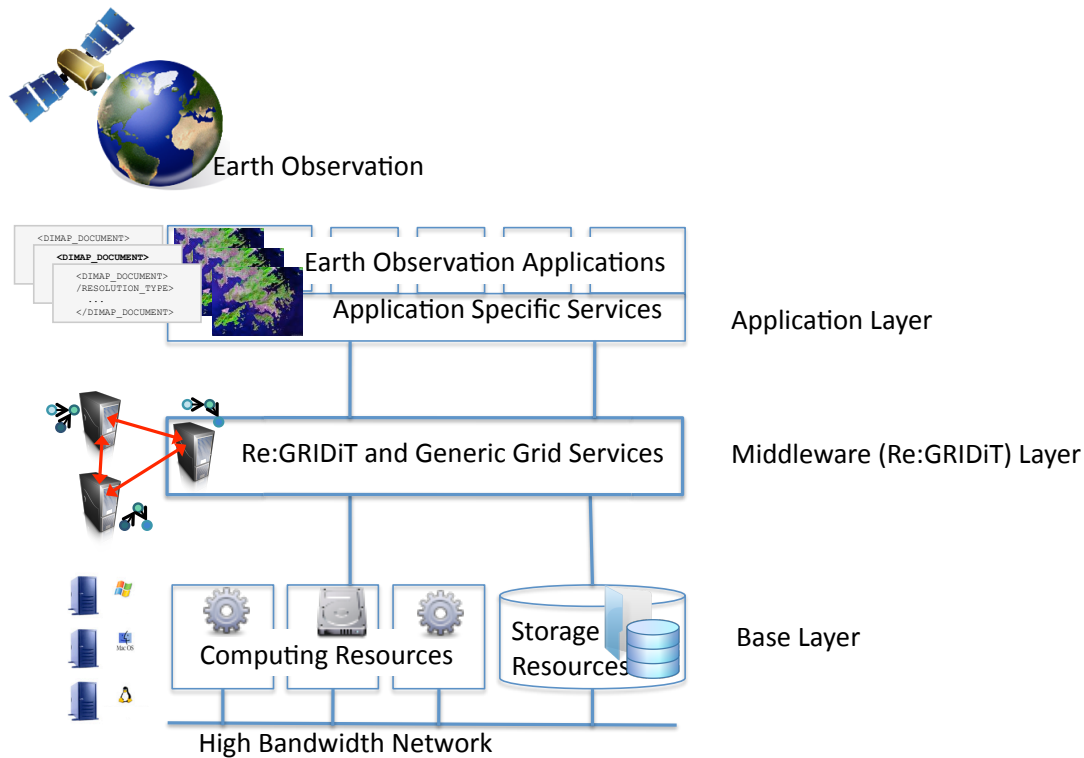 Earth Observation
<DIMAP_DOCUMENT>
<DIMAP_DOCUMENT>
<DIMAP_DOCUMENT>
/RESOLUTION_TYPE>
...
</DIMAP_DOCUMENT>
Earth Observation Applications
Application Specific Services
Application Layer
Re:GRIDiT and Generic Grid Services
Middleware (Re:GRIDiT) Layer
Mac OS
Computing Resources
Storage
Resources
Base Layer
High Bandwidth Network